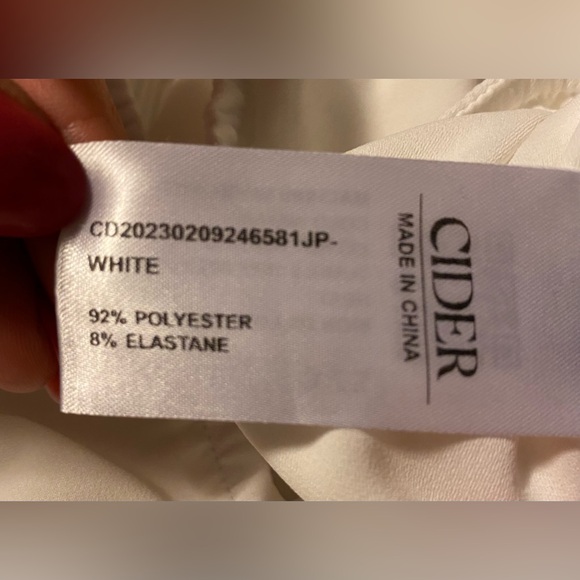 CD20230209246581JP-
WHITE
92% POLYESTER
8% ELASTANE
CIDER
MADE IN CHINA